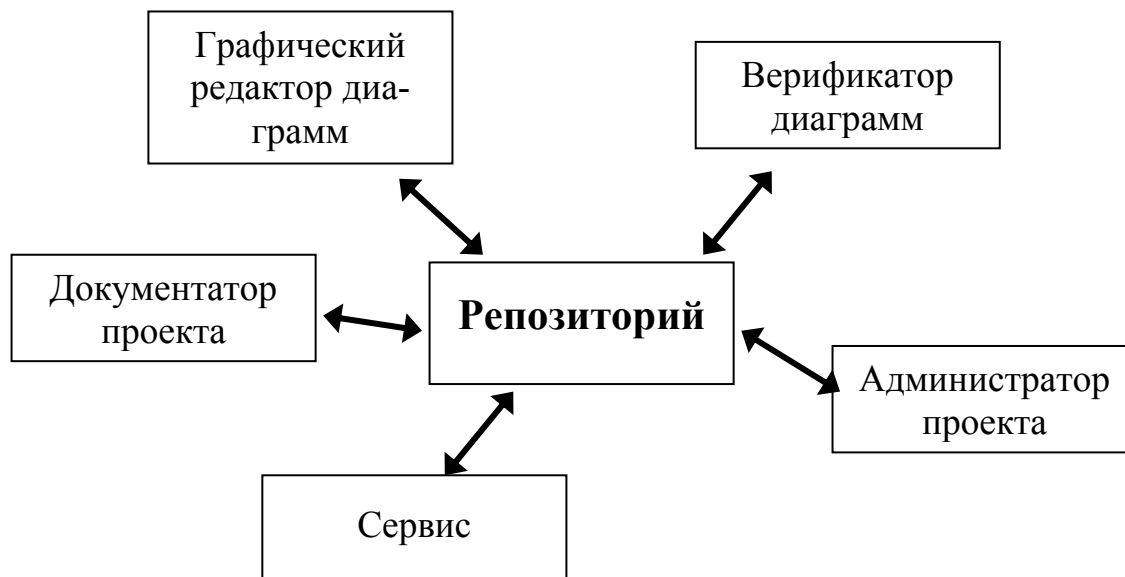 Графический
редактор диа-
грамм
Верификатор
диаграмм
Документатор
проекта
Репозиторий
Администратор
проекта
Сервис